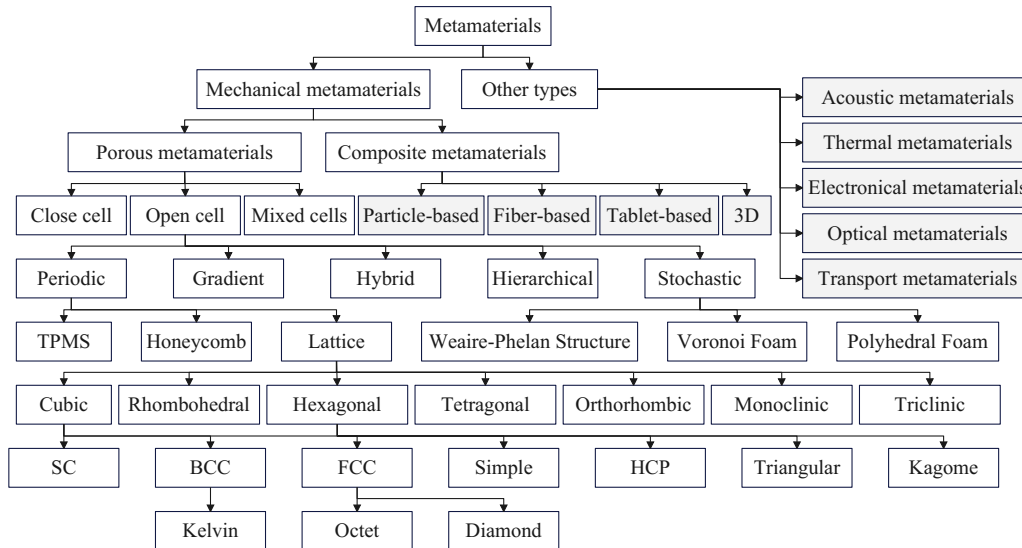 Metamaterials
Mechanical metamaterials
Other types
Acoustic metamaterials
Thermal metamaterials
Electronical metamaterials
Optical metamaterials
Transport metamaterials
Porous metamaterials
Composite metamaterials
Close cell
Open cell
Mixed cells
Particle-based
Fiber-based
Tablet-based
3D
Periodic
Gradient
Hybrid
Hierarchical
Stochastic
TPMS
Honeycomb
Lattice
Weaire-Phelan Structure
Voronoi Foam
Polyhedral Foam
Cubic
Rhombohedral
Hexagonal
Tetragonal
Orthorhombic
Monoclinic
Triclinic
SC
BCC
FCC
Simple
HCP
Triangular
Kagome
Kelvin
Octet
Diamond